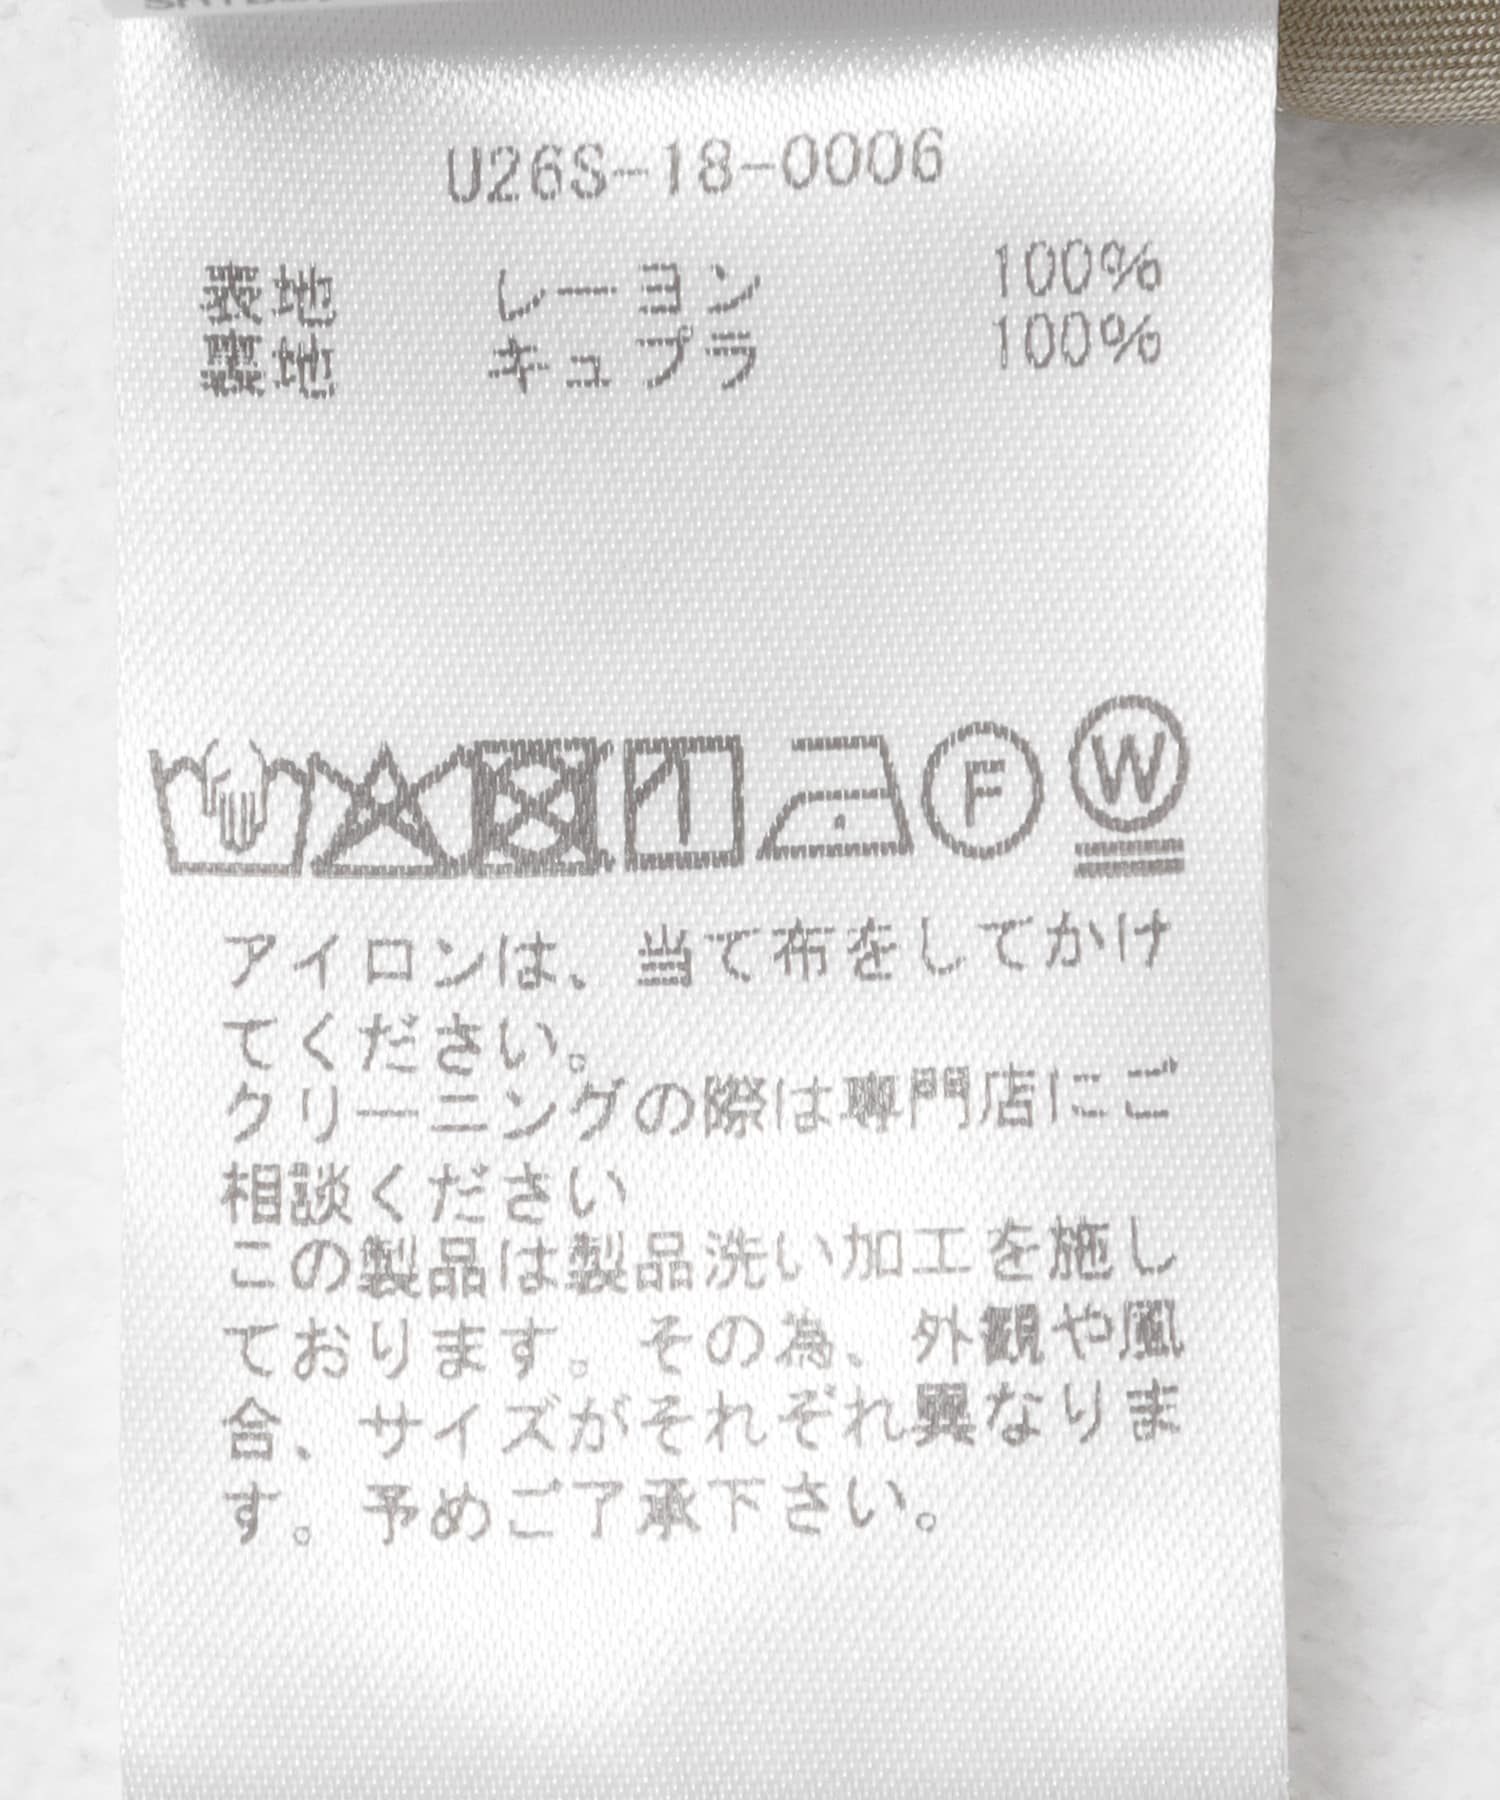 U26S-18-0006
表地 レーヨン 100%
裏地 キュプラ 100%
F W
アイロンは、当て布をしてかけ
てください。
クリーニングの際は専門店にご
相談ください
この製品は製品洗い加工を施し
ております。その為、外観や風
合、サイズがそれぞれ異なりま
す。予めご了承下さい。